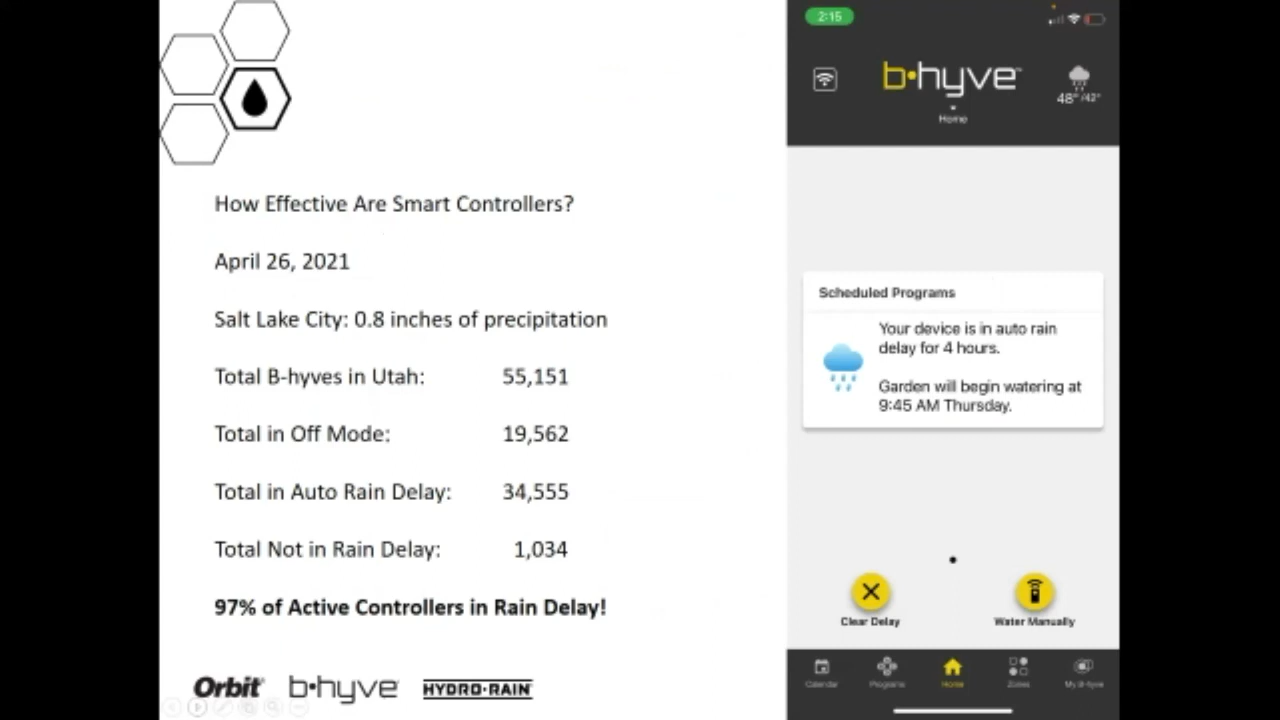 How Effective Are Smart Controllers?
April 26, 2021
Salt Lake City: 0.8 inches of precipitation
Total B-hyves in Utah: 55,151
Total in Off Mode: 19,562
Total in Auto Rain Delay: 34,555
Total Not in Rain Delay: 1,034
97% of Active Controllers in Rain Delay!
Orbit b•hyve HYDRO•RAIN
2:15
b•hyve™
48°/42°
Home
Scheduled Programs
Your device is in auto rain
delay for 4 hours.
Garden will begin watering at
9:45 AM Thursday.
Clear Delay Water Manually
Calendar Programs Home Zones My B-hyve